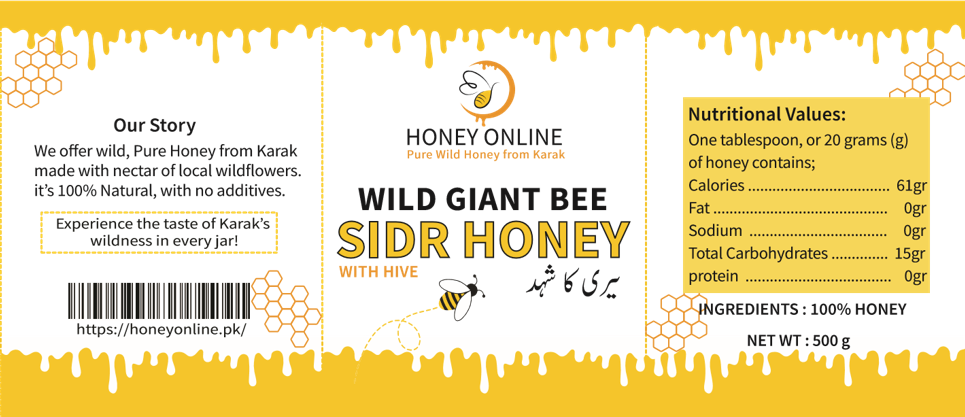 Our Story
We offer wild, Pure Honey from Karak
made with nectar of local wildflowers.
it's 100% Natural, with no additives.
Experience the taste of Karak's
wildness in every jar!
https://honeyonline.pk/
HONEY ONLINE
Pure Wild Honey from Karak
WILD GIANT BEE
SIDR HONEY
WITH HIVE
بیری کا شہد
Nutritional Values:
One tablespoon, or 20 grams (g)
of honey contains;
Calories ................................ 61gr
Fat ........................................ 0gr
Sodium ................................ 0gr
Total Carbohydrates ............. 15gr
protein ................................. 0gr
INGREDIENTS : 100% HONEY
NET WT : 500 g